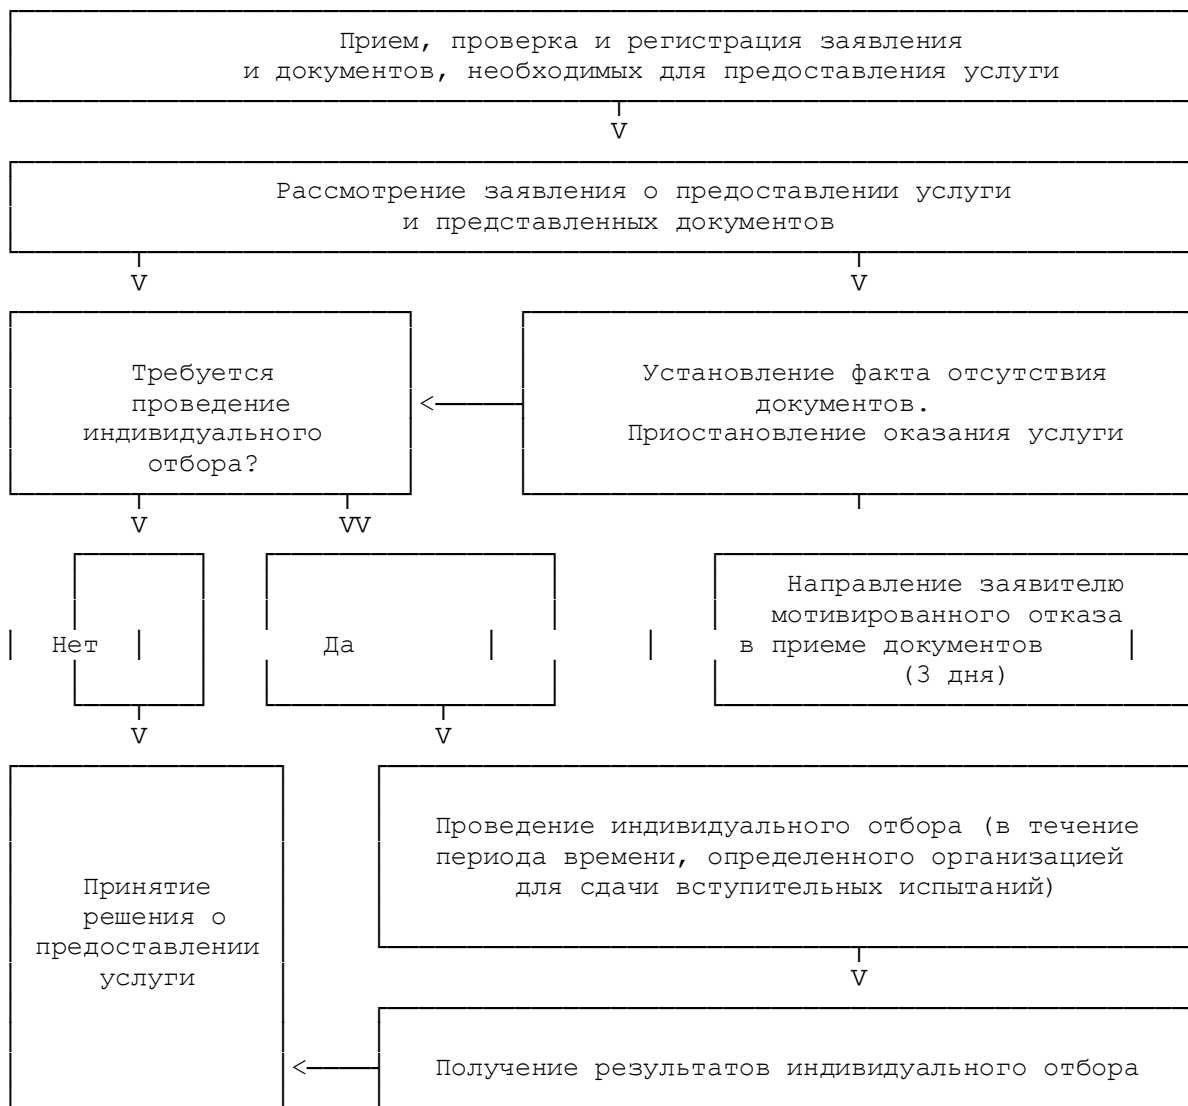 Прием, проверка и регистрация заявления
и документов, необходимых для предоставления услуги
V
Рассмотрение заявления о предоставлении услуги
и представленных документов
V V
Требуется
проведение
индивидуального
отбора?
<
Установление факта отсутствия
документов.
Приостановление оказания услуги
V VV
Нет
Да
Направление заявителю
мотивированного отказа
в приеме документов
(3 дня)
V V
Принятие
решения о
предоставлении
услуги
Проведение индивидуального отбора (в течение
периода времени, определенного организацией
для сдачи вступительных испытаний)
V
<
Получение результатов индивидуального отбора